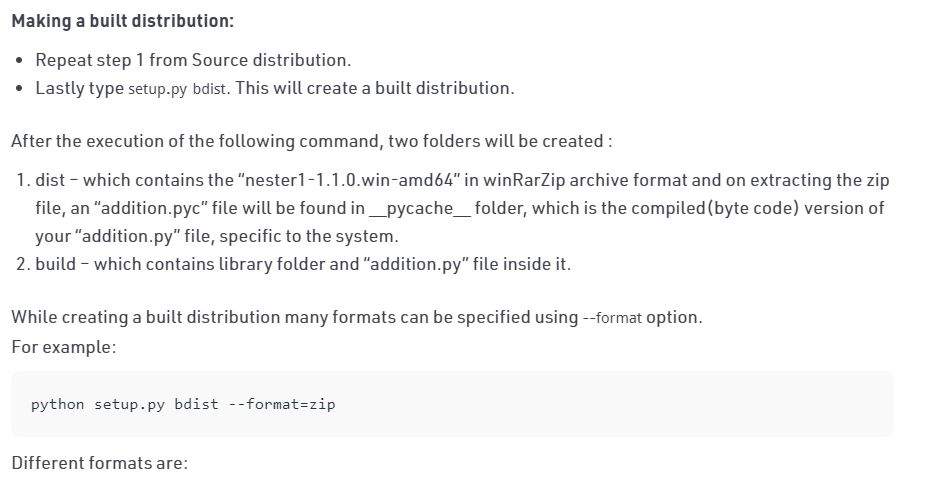 Making a built distribution:
• Repeat step 1 from Source distribution.
• Lastly type setup.py bdist. This will create a built distribution.
After the execution of the following command, two folders will be created :
1. dist – which contains the “nester1-1.1.0.win-amd64” in winRarZip archive format and on extracting the zip
file, an “addition.pyc” file will be found in __pycache__ folder, which is the compiled(byte code) version of
your “addition.py” file, specific to the system.
2. build – which contains library folder and “addition.py” file inside it.
While creating a built distribution many formats can be specified using --format option.
For example:
python setup.py bdist --format=zip
Different formats are: